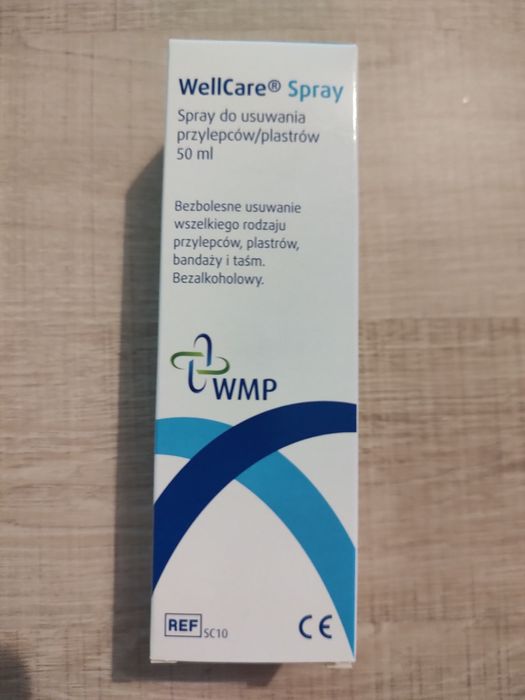 WellCare® Spray
Spray do usuwania
przylepców/plastrów
50 ml
Bezbolesne usuwanie
wszelkiego rodzaju
przylepców, plastrów,
bandaży i taśm.
Bezalkoholowy.
WMP
REF SC10
CE